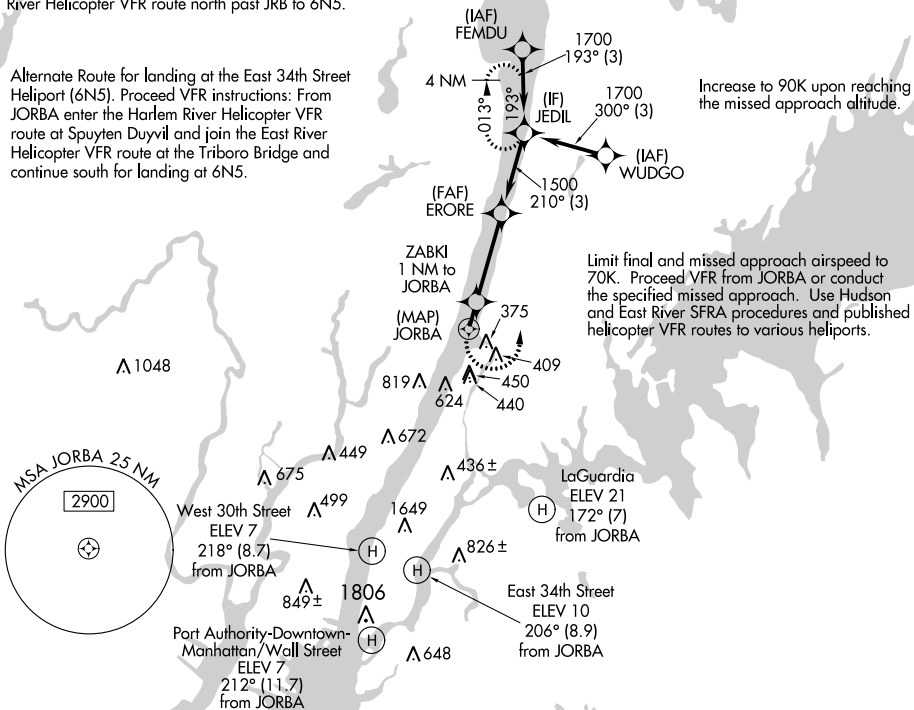 River Helicopter VFR route north past JRB to 6N5.
Alternate Route for landing at the East 34th Street
Heliport (6N5). Proceed VFR instructions: From
JORBA enter the Harlem River Helicopter VFR
route at Spuyten Duyvil and join the East River
Helicopter VFR route at the Triboro Bridge and
continue south for landing at 6N5.
(IAF)
FEMDU
1700
193° (3)
4 NM
013°
193°
(IF)
JEDIL
1700
300° (3)
Increase to 90K upon reaching
the missed approach altitude.
(IAF)
WUDGO
1500
210° (3)
(FAF)
ERORE
ZABKI
1 NM to
JORBA
(MAP)
JORBA
Limit final and missed approach airspeed to
70K. Proceed VFR from JORBA or conduct
the specified missed approach. Use Hudson
and East River SFRA procedures and published
helicopter VFR routes to various heliports.
375
409
450
440
1048
819
624
672
449
675
436±
499
1649
826±
MSA JORBA 25 NM
2900
West 30th Street
ELEV 7
218° (8.7)
from JORBA
H
H
H
H
LaGuardia
ELEV 21
172° (7)
from JORBA
849±
1806
East 34th Street
ELEV 10
206° (8.9)
from JORBA
Port Authority-Downtown-
Manhattan/Wall Street
ELEV 7
212° (11.7)
from JORBA
648